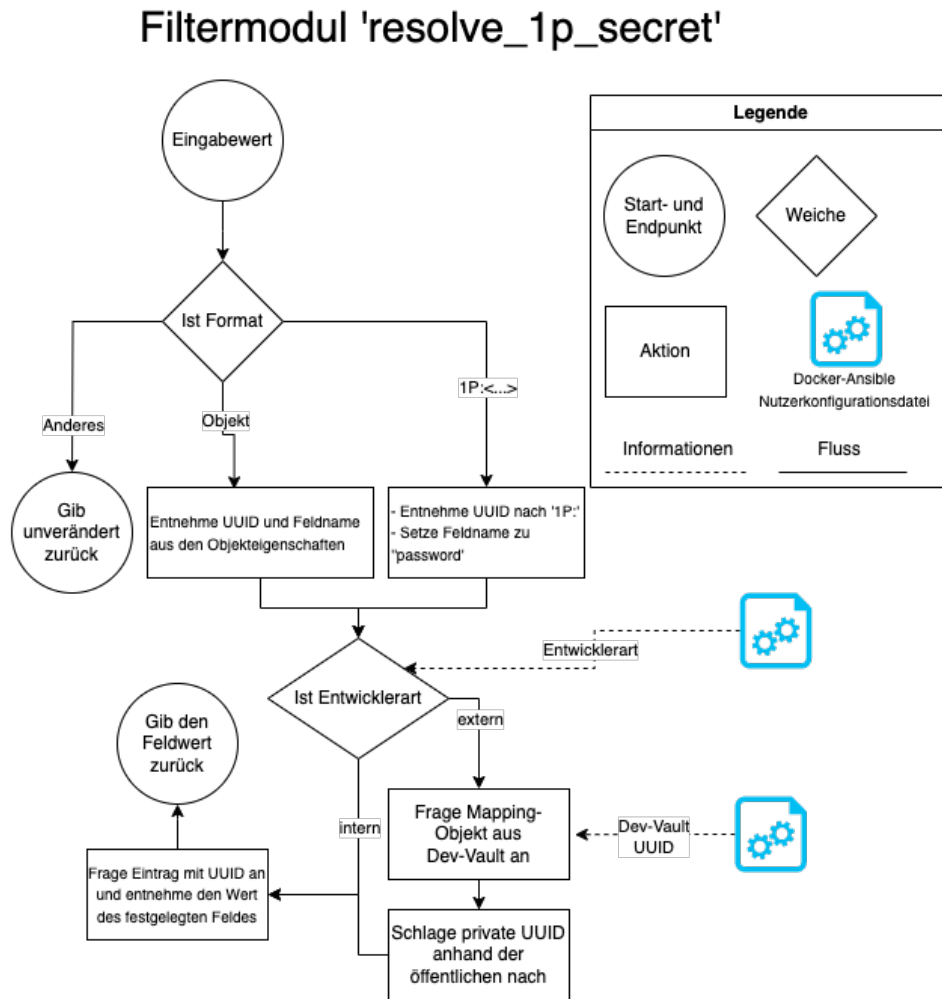 Filtermodul 'resolve_1p_secret'
Eingabewert
Legende
Start- und
Endpunkt
Weiche
Aktion
Docker-Ansible
Nutzerkonfigurationsdatei
Informationen
Fluss
Ist Format
Anderes
Objekt
1P:<...>
Gib
unverändert
zurück
Entnehme UUID und Feldname
aus den Objekteigenschaften
- Entnehme UUID nach '1P:'
- Setze Feldname zu
"password'
Entwicklerart
Ist Entwicklerart
extern
Gib den
Feldwert
zurück
intern
Frage Mapping-
Objekt aus
Dev-Vault an
Dev-Vault
UUID
Frage Eintrag mit UUID an
und entnehme den Wert
des festgelegten Feldes
Schlage private UUID
anhand der
öffentlichen nach